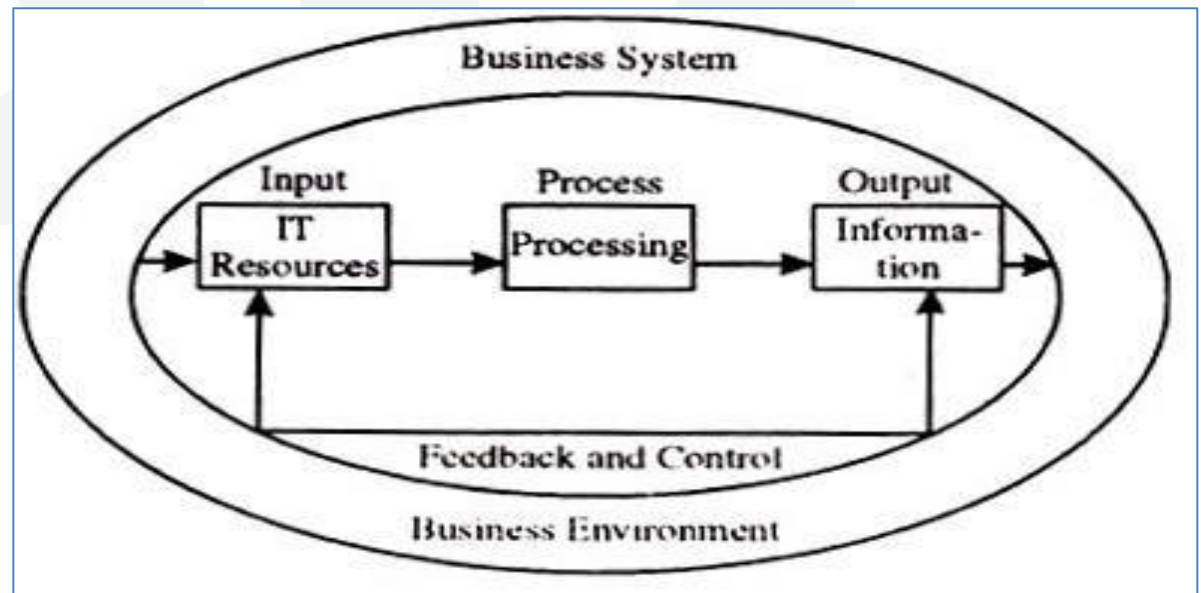 Business System
Input
Process
Output
IT
Resources
Processing
Informa-
tion
Feedback and Control
Business Environment